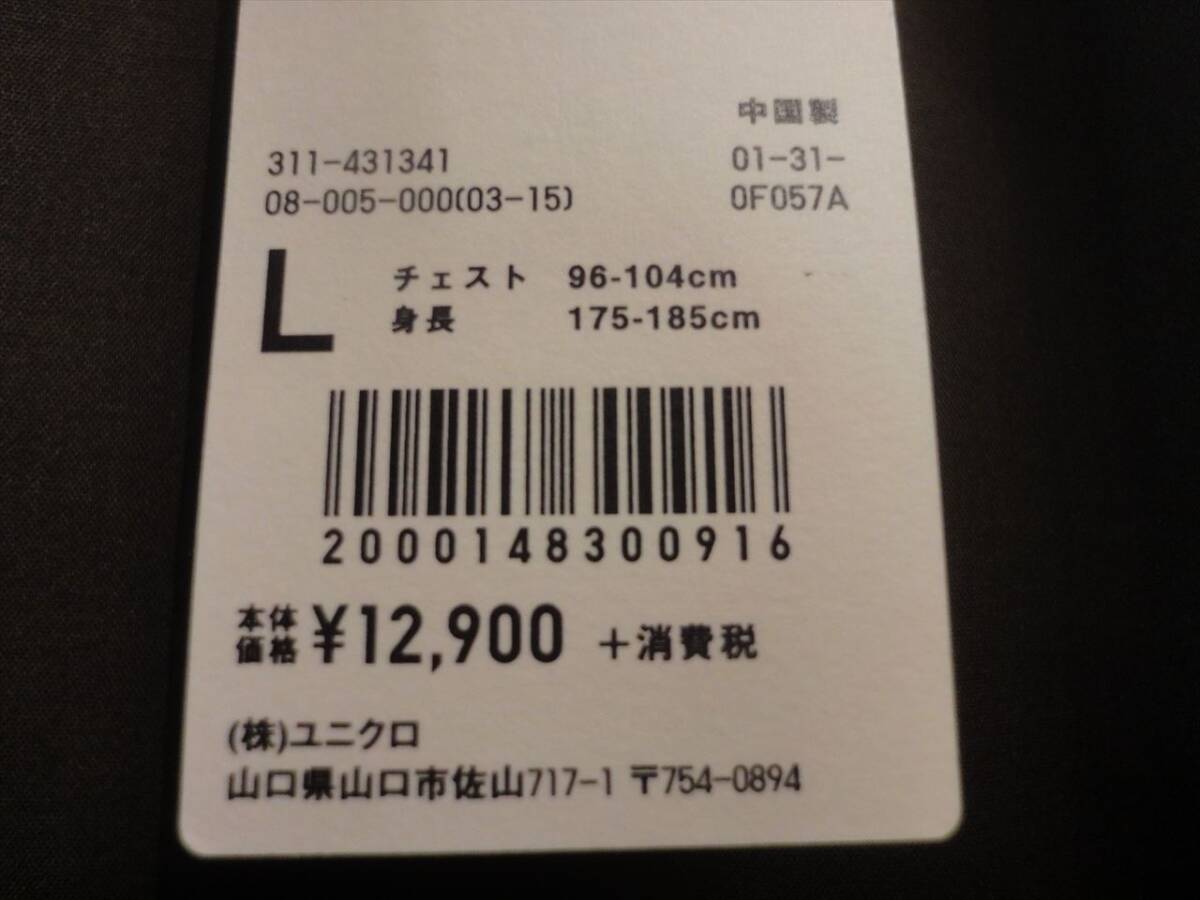 中国製
311-431341 01-31-
08-005-000(03-15) 0F057A
L
チェスト 96-104cm
身長 175-185cm
2000148300916
本体価格 ¥12,900 +消費税
(株)ユニクロ
山口県山口市佐山717-1 〒754-0894